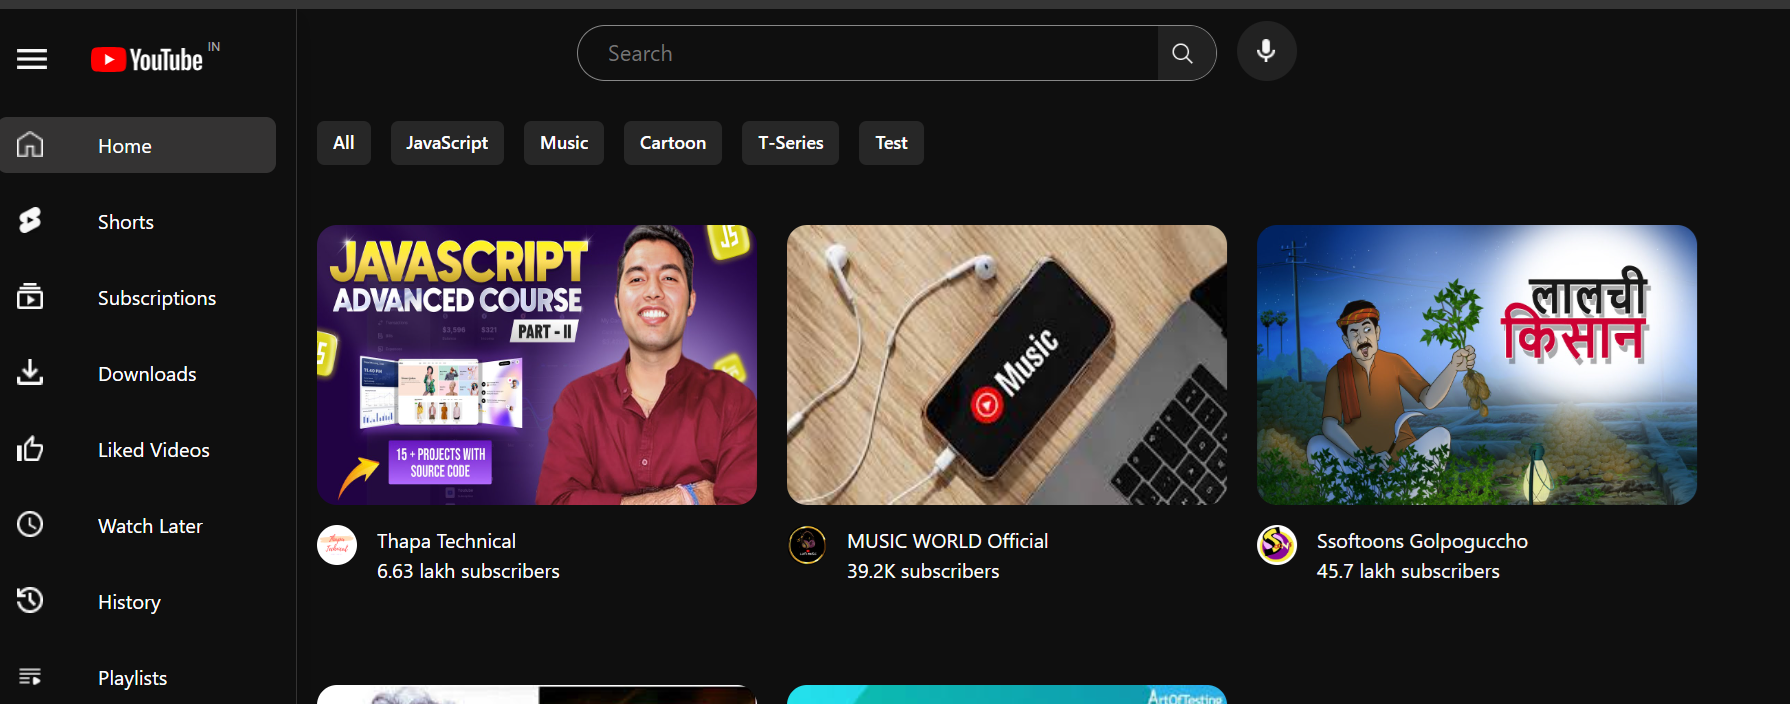 YouTube IN
Search
Home
Shorts
Subscriptions
Downloads
Liked Videos
Watch Later
History
Playlists
All
JavaScript
Music
Cartoon
T-Series
Test
JAVASCRIPT
ADVANCED COURSE
PART - II
JS
15 + PROJECTS WITH
SOURCE CODE
Music
लालची
किसान
Thapa Technical
Thapa Technical
6.63 lakh subscribers
MUSIC WORLD Official
39.2K subscribers
Ssoftoons Golpoguccho
45.7 lakh subscribers
ArtOfTesting